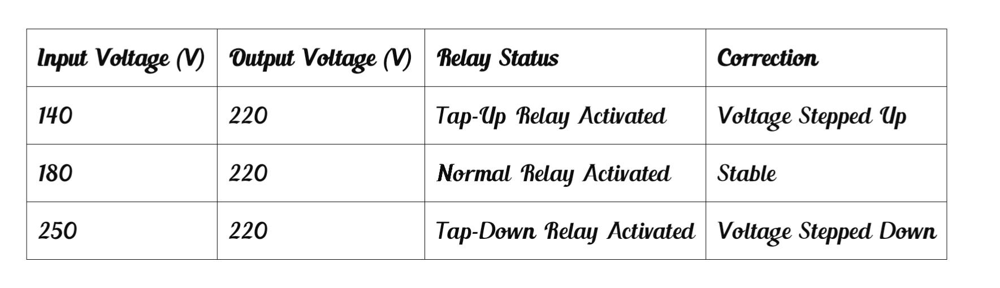 Input Voltage (V) Output Voltage (V) Relay Status Correction
140 220 Tap-Up Relay Activated Voltage Stepped Up
180 220 Normal Relay Activated Stable
250 220 Tap-Down Relay Activated Voltage Stepped Down